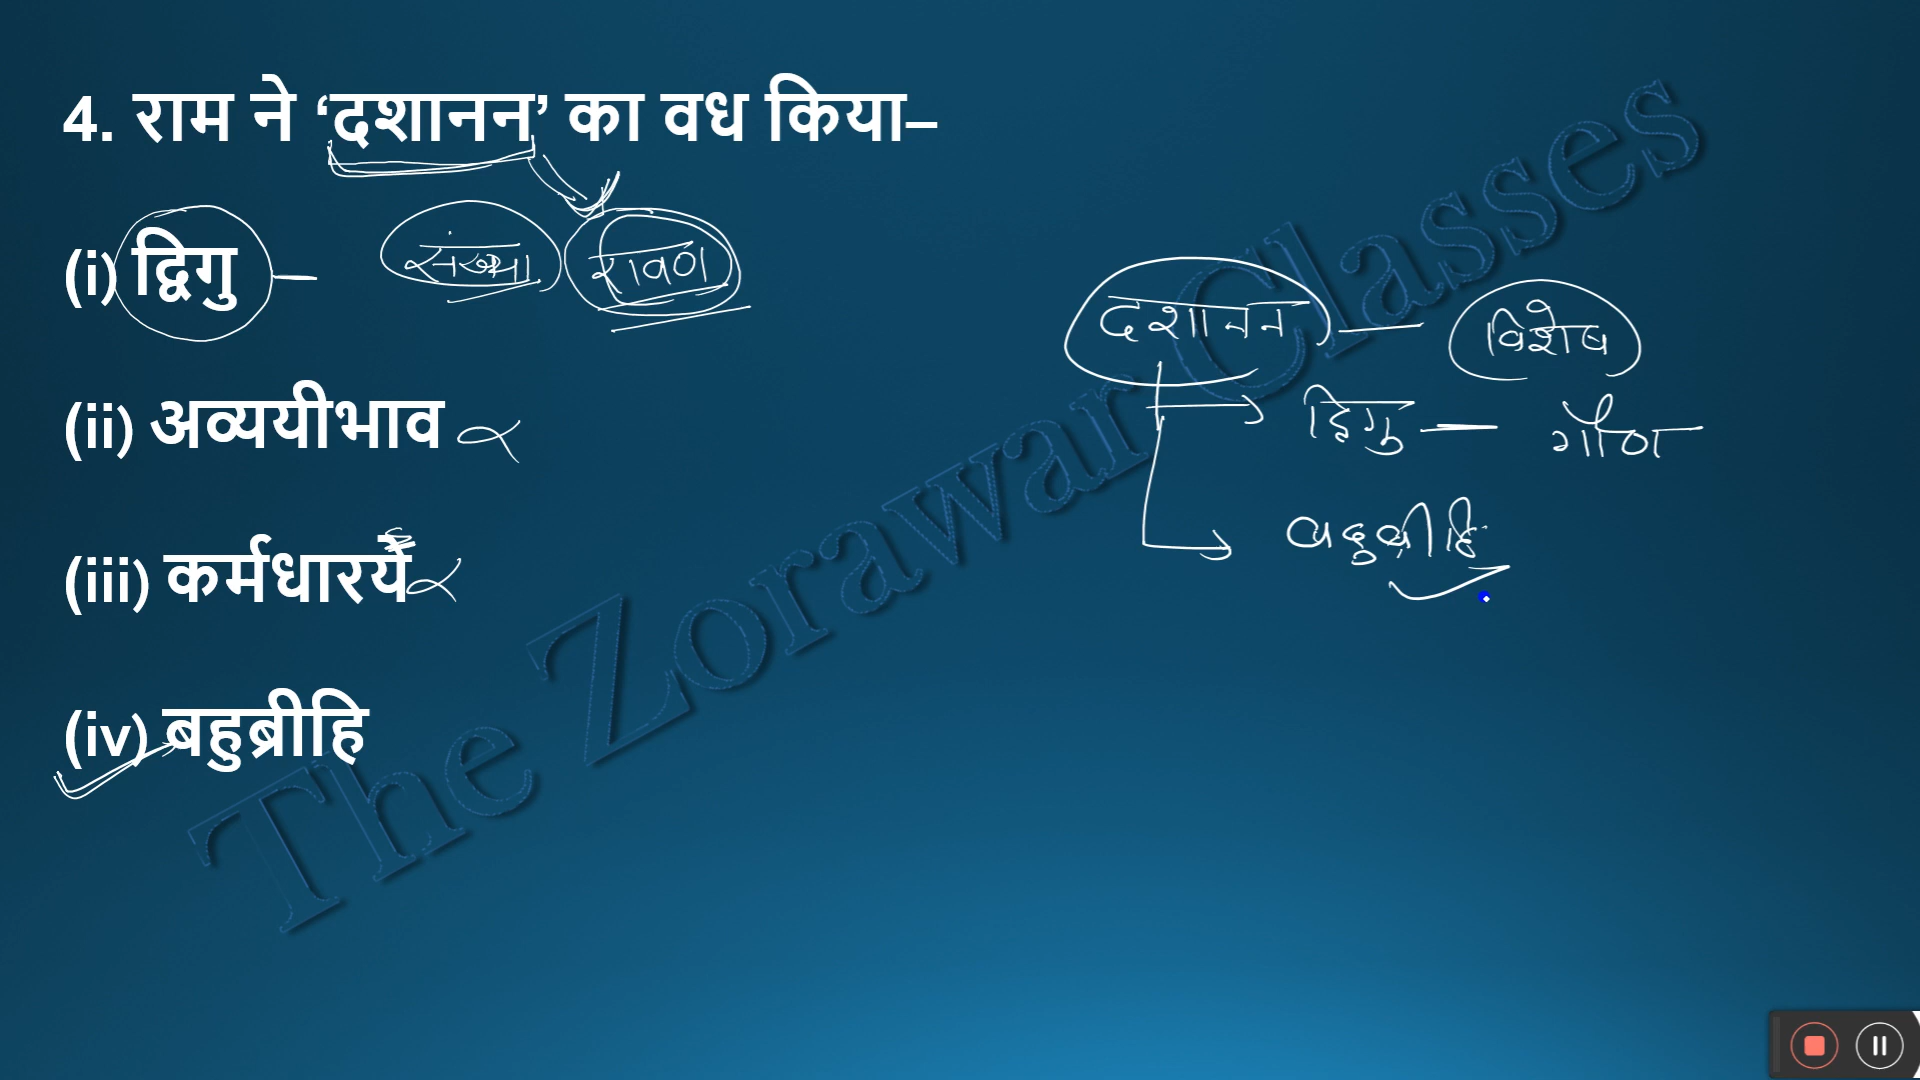 4. राम ने ‘दशानन’ का वध किया–
(i) द्विगु – संख्या रावण
(ii) अव्ययीभाव
(iii) कर्मधारय
(iv) बहुब्रीहि
दशानन — विशेष
द्विगु — गौण
बहुब्रीहि
The Zorawar Classes